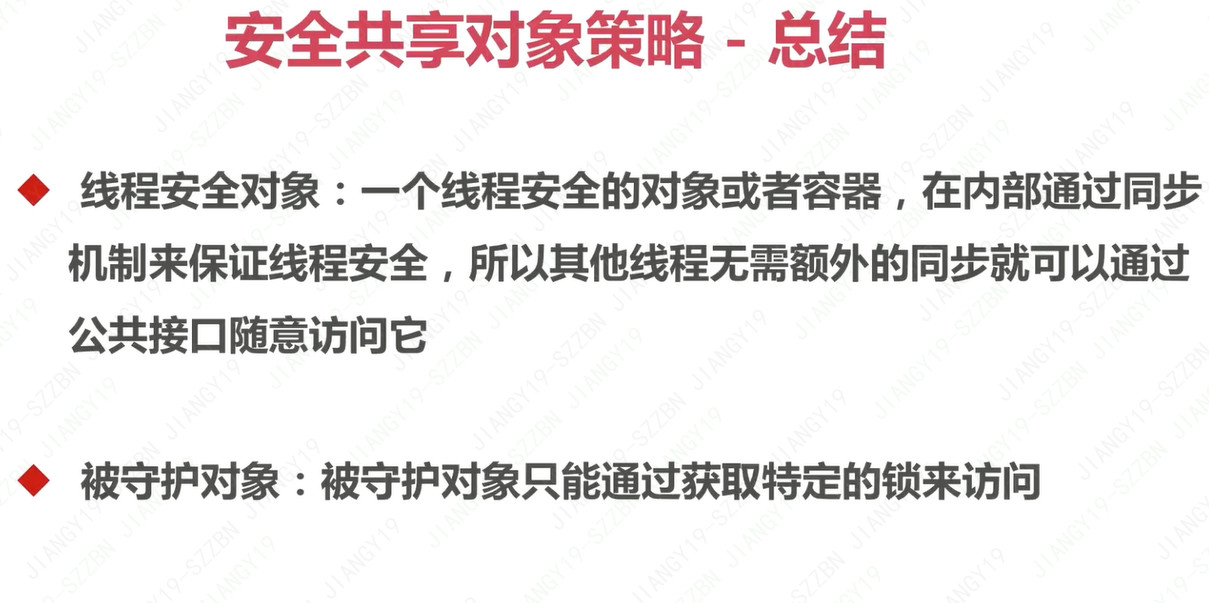 安全共享对象策略 - 总结
◆ 线程安全对象：一个线程安全的对象或者容器，在内部通过同步
机制来保证线程安全，所以其他线程无需额外的同步就可以通过
公共接口随意访问它
◆ 被守护对象：被守护对象只能通过获取特定的锁来访问
JIANGY19-SZZBN JIANGY19